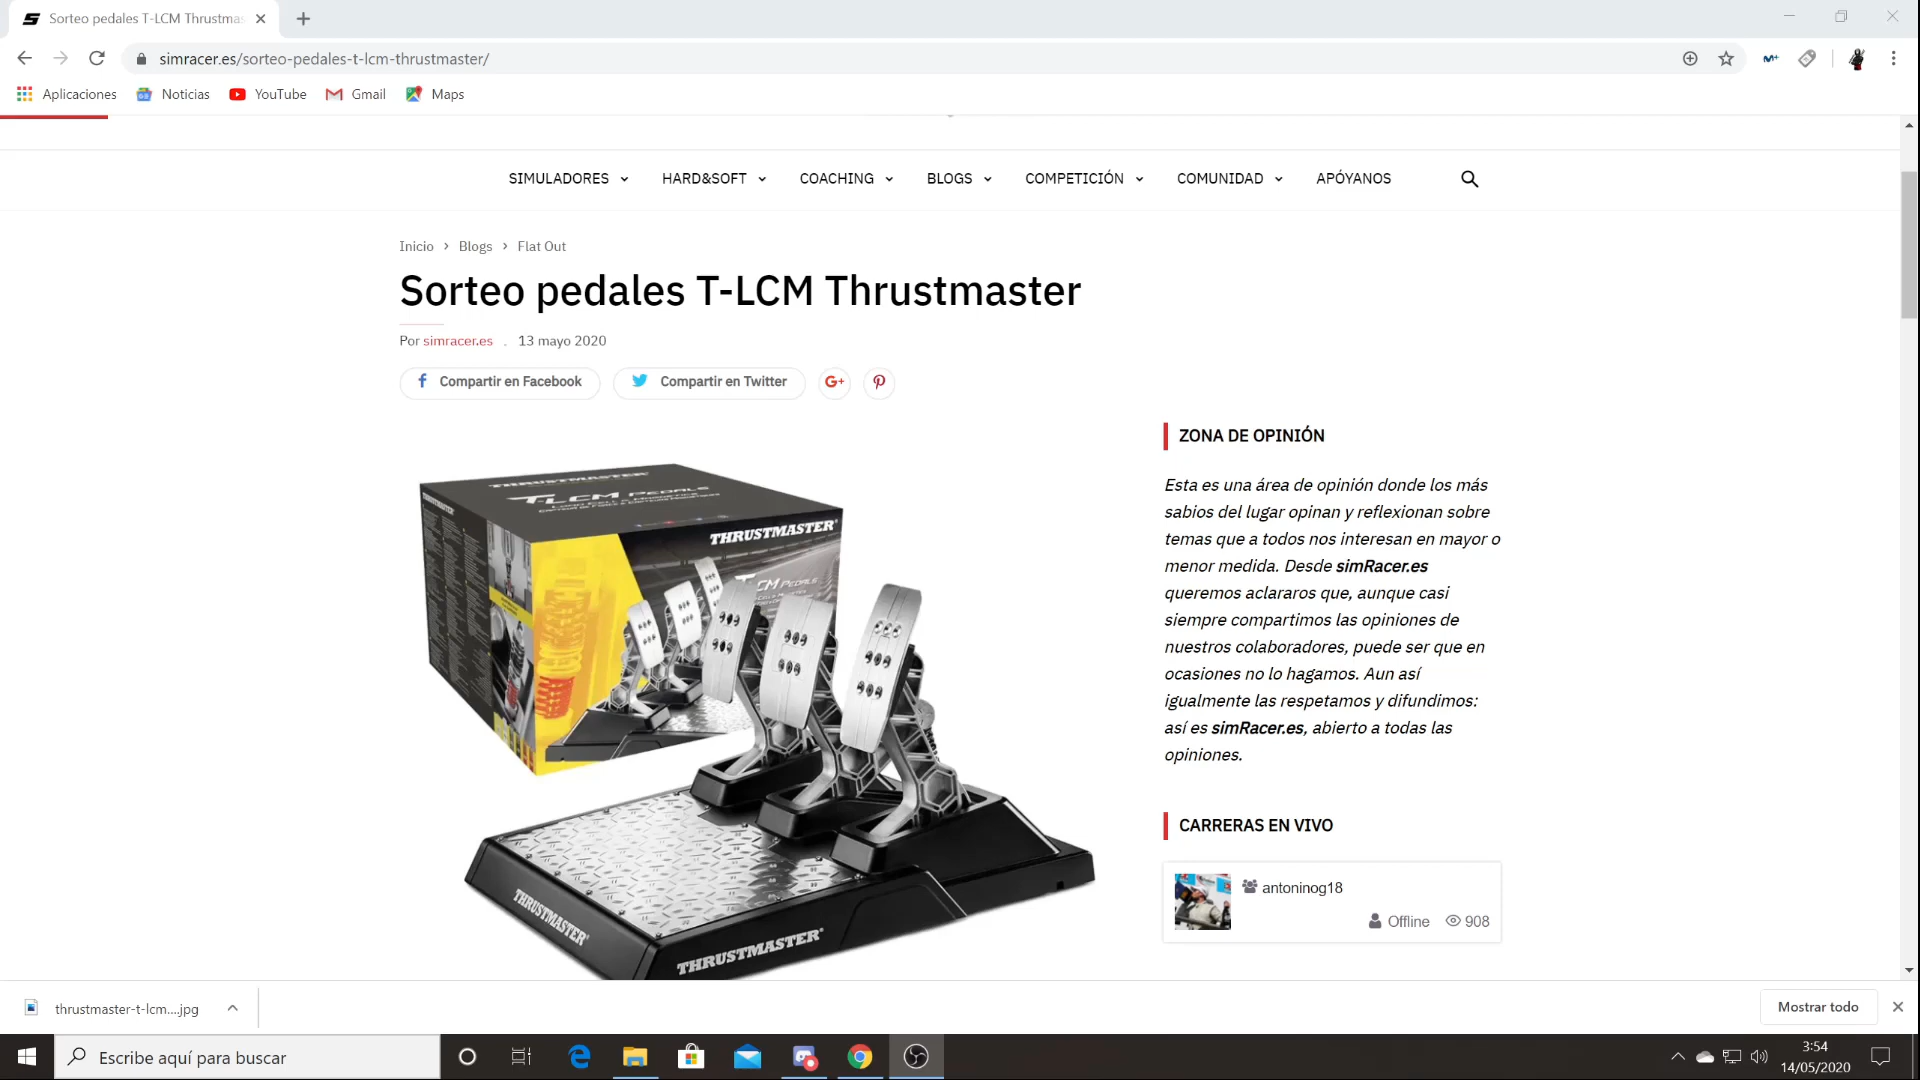 Sorteo pedales T-LCM Thrustmas
simracer.es/sorteo-pedales-t-lcm-thrustmaster/
Aplicaciones Noticias YouTube Gmail Maps
SIMULADORES HARD&SOFT COACHING BLOGS COMPETICIÓN COMUNIDAD APÓYANOS
Inicio > Blogs > Flat Out
Sorteo pedales T-LCM Thrustmaster
Por simracer.es . 13 mayo 2020
Compartir en Facebook Compartir en Twitter G+
THRUSTMASTER
T-LCM PEDALS
THRUSTMASTER
THRUSTMASTER
THRUSTMASTER
ZONA DE OPINIÓN
Esta es una área de opinión donde los más
sabios del lugar opinan y reflexionan sobre
temas que a todos nos interesan en mayor o
menor medida. Desde simRacer.es
queremos aclararos que, aunque casi
siempre compartimos las opiniones de
nuestros colaboradores, puede ser que en
ocasiones no lo hagamos. Aun así
igualmente las respetamos y difundimos:
así es simRacer.es, abierto a todas las
opiniones.
CARRERAS EN VIVO
antoninog18
Offline 908
thrustmaster-t-lcm....jpg
Mostrar todo
Escribe aquí para buscar
3:54
14/05/2020